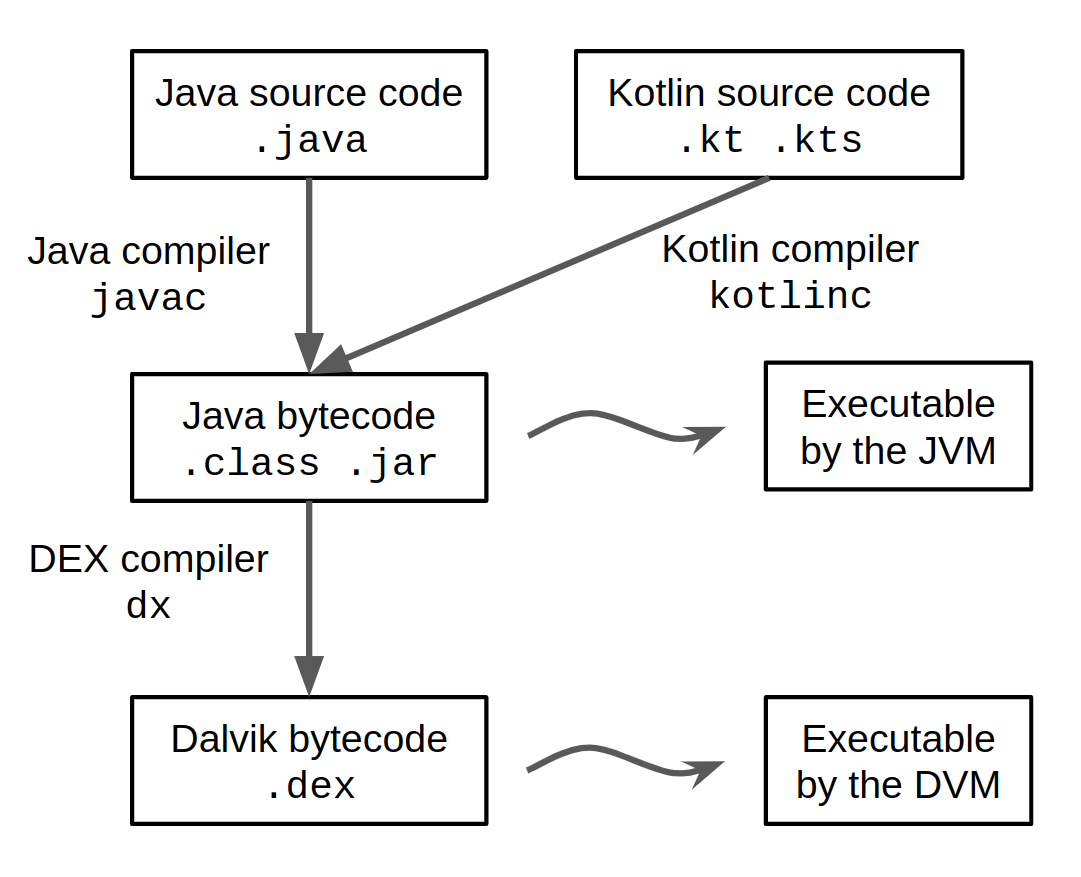 Java source code
.java
Kotlin source code
.kt .kts
Java compiler
javac
Kotlin compiler
kotlinc
Java bytecode
.class .jar
Executable
by the JVM
DEX compiler
dx
Dalvik bytecode
.dex
Executable
by the DVM